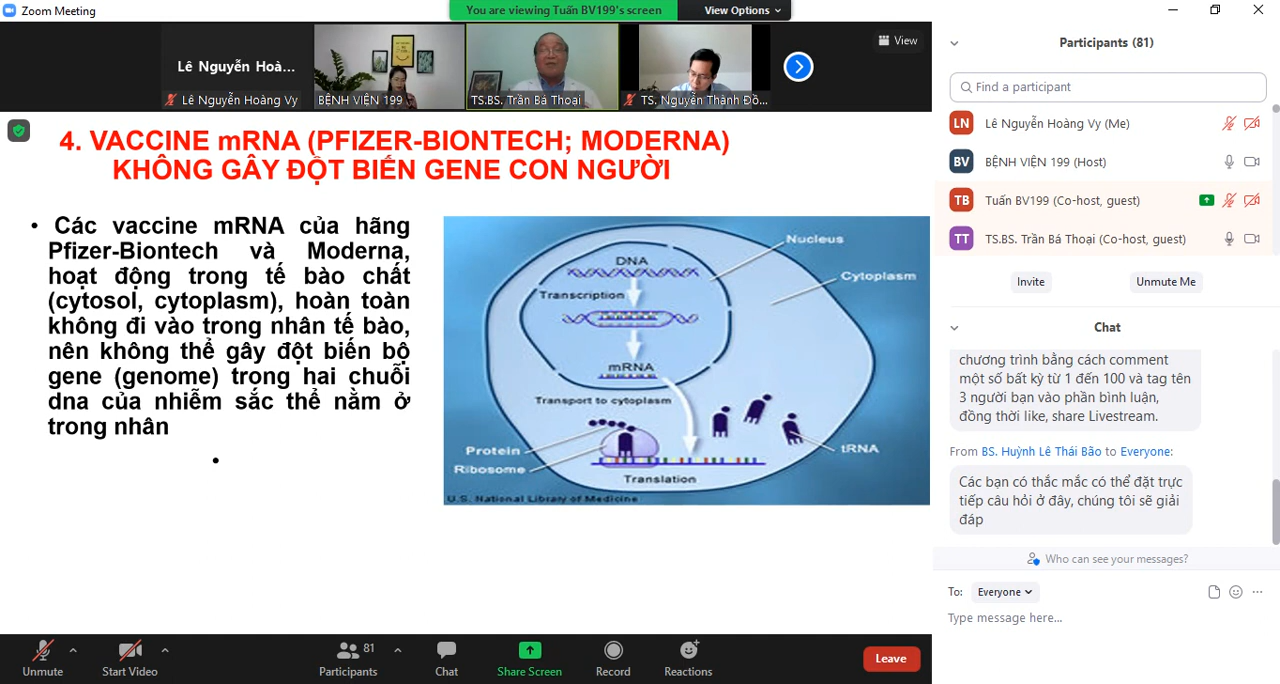 Zoom Meeting
You are viewing Tuấn BV199's screen
View Options
Lê Nguyễn Hoà...
Lê Nguyễn Hoàng Vy
BỆNH VIỆN 199
TS.BS. Trần Bá Thoại
TS. Nguyễn Thành Đồ...
View
4. VACCINE mRNA (PFIZER-BIONTECH; MODERNA)
KHÔNG GÂY ĐỘT BIẾN GENE CON NGƯỜI
• Các vaccine mRNA của hãng
Pfizer-Biontech và Moderna,
hoạt động trong tế bào chất
(cytosol, cytoplasm), hoàn toàn
không đi vào trong nhân tế bào,
nên không thể gây đột biến bộ
gene (genome) trong hai chuỗi
dna của nhiễm sắc thể nằm ở
trong nhân
•
Nucleus
DNA
Cytoplasm
Transcription
mRNA
Transport to cytoplasm
Protein
tRNA
Ribosome
Translation
U.S. National Library of Medicine
Participants (81)
Find a participant
LN Lê Nguyễn Hoàng Vy (Me)
BV BỆNH VIỆN 199 (Host)
TB Tuấn BV199 (Co-host, guest)
TT TS.BS. Trần Bá Thoại (Co-host, guest)
Invite
Unmute Me
Chat
chương trình bằng cách comment
một số bất kỳ từ 1 đến 100 và tag tên
3 người bạn vào phần bình luận,
đồng thời like, share Livestream.
From BS. Huỳnh Lê Thái Bão to Everyone:
Các bạn có thắc mắc có thể đặt trực
tiếp câu hỏi ở đây, chúng tôi sẽ giải
đáp
Who can see your messages?
To: Everyone
Type message here...
Unmute
Start Video
81
Participants
Chat
Share Screen
Record
Reactions
Leave